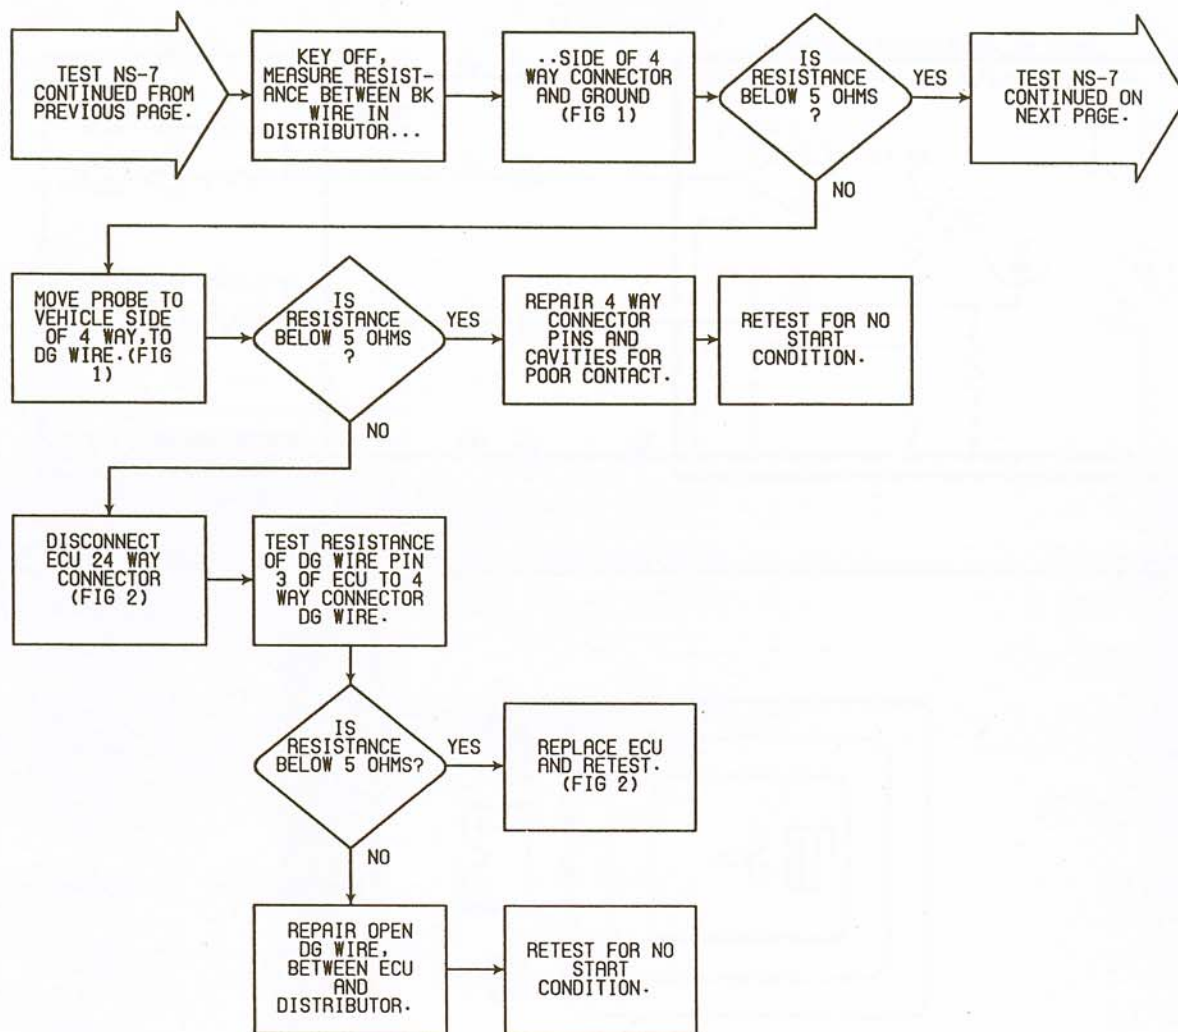 TEST NS-7
CONTINUED FROM
PREVIOUS PAGE.
KEY OFF,
MEASURE RESIST-
ANCE BETWEEN BK
WIRE IN
DISTRIBUTOR...
..SIDE OF 4
WAY CONNECTOR
AND GROUND
(FIG 1)
IS
RESISTANCE
BELOW 5 OHMS
?
YES
TEST NS-7
CONTINUED ON
NEXT PAGE.
NO
MOVE PROBE TO
VEHICLE SIDE
OF 4 WAY,TO
DG WIRE.(FIG
1)
IS
RESISTANCE
BELOW 5 OHMS
?
YES
REPAIR 4 WAY
CONNECTOR
PINS AND
CAVITIES FOR
POOR CONTACT.
RETEST FOR NO
START
CONDITION.
NO
DISCONNECT
ECU 24 WAY
CONNECTOR
(FIG 2)
TEST RESISTANCE
OF DG WIRE PIN
3 OF ECU TO 4
WAY CONNECTOR
DG WIRE.
IS
RESISTANCE
BELOW 5 OHMS?
YES
REPLACE ECU
AND RETEST.
(FIG 2)
NO
REPAIR OPEN
DG WIRE,
BETWEEN ECU
AND
DISTRIBUTOR.
RETEST FOR NO
START
CONDITION.